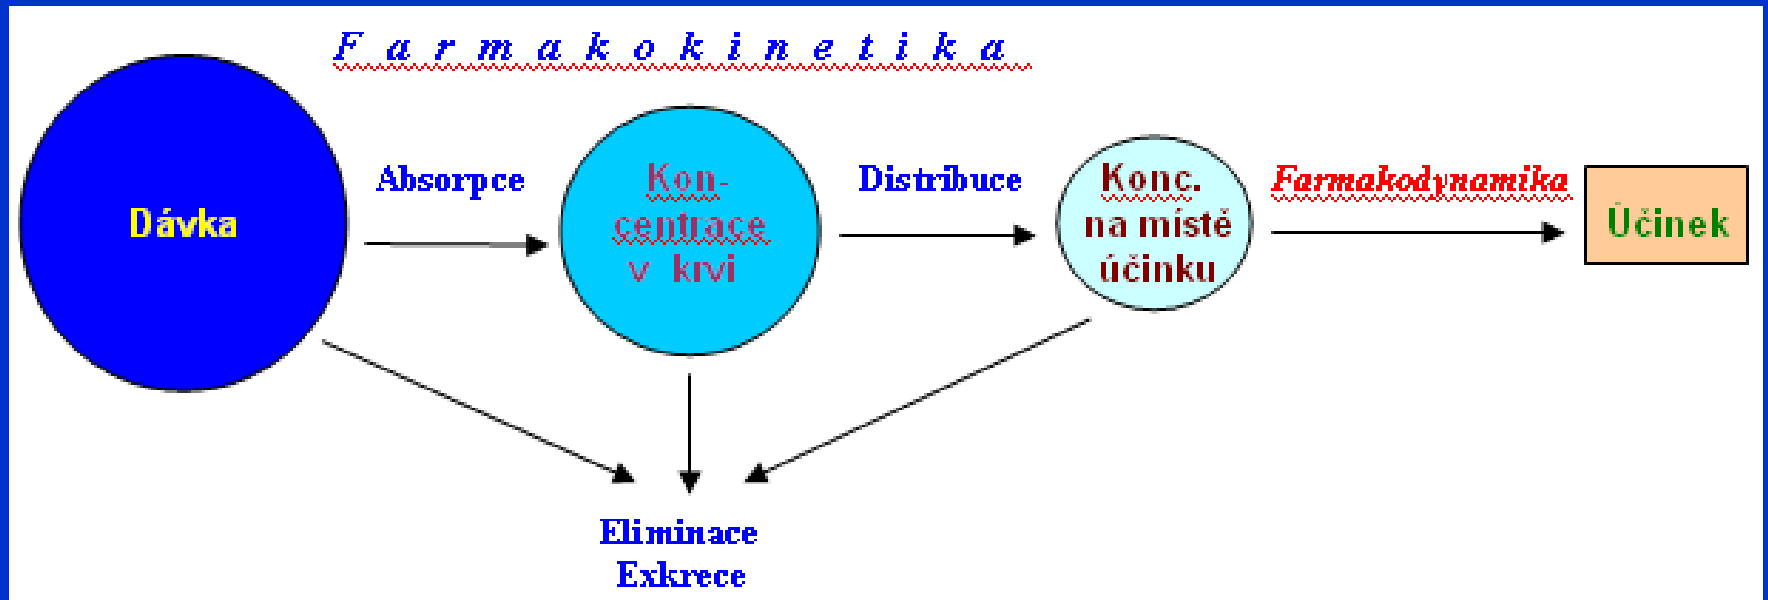 F a r m a k o k i n e t i k a
Dávka
Absorpce
Kon-
centrace
v krvi
Distribuce
Konc.
na místě
účinku
Farmakodynamika
Účinek
Eliminace
Exkrece